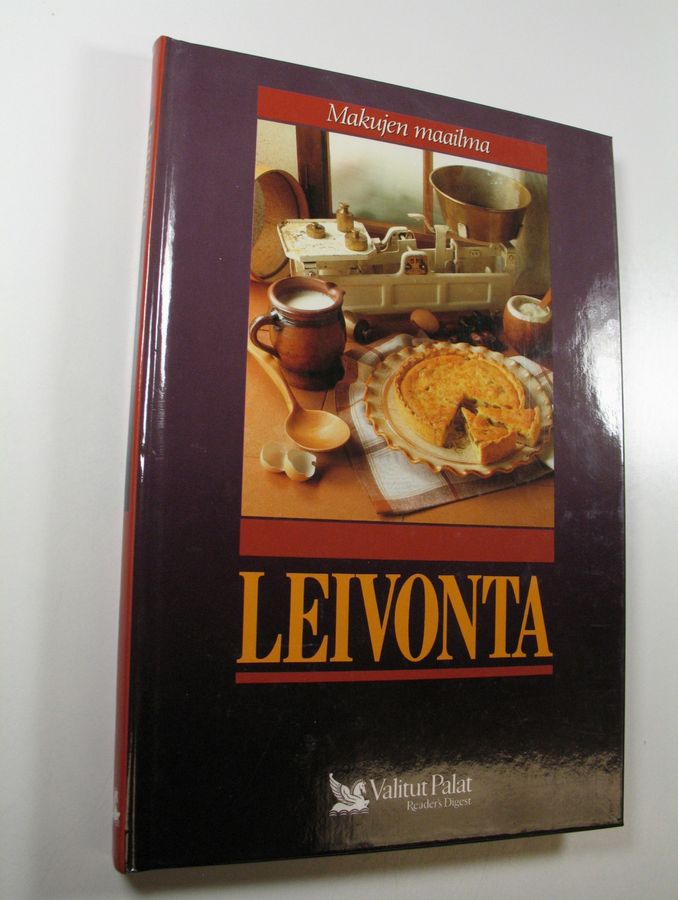 Makujen maailma
LEIVONTA
Valitut Palat
Reader's Digest